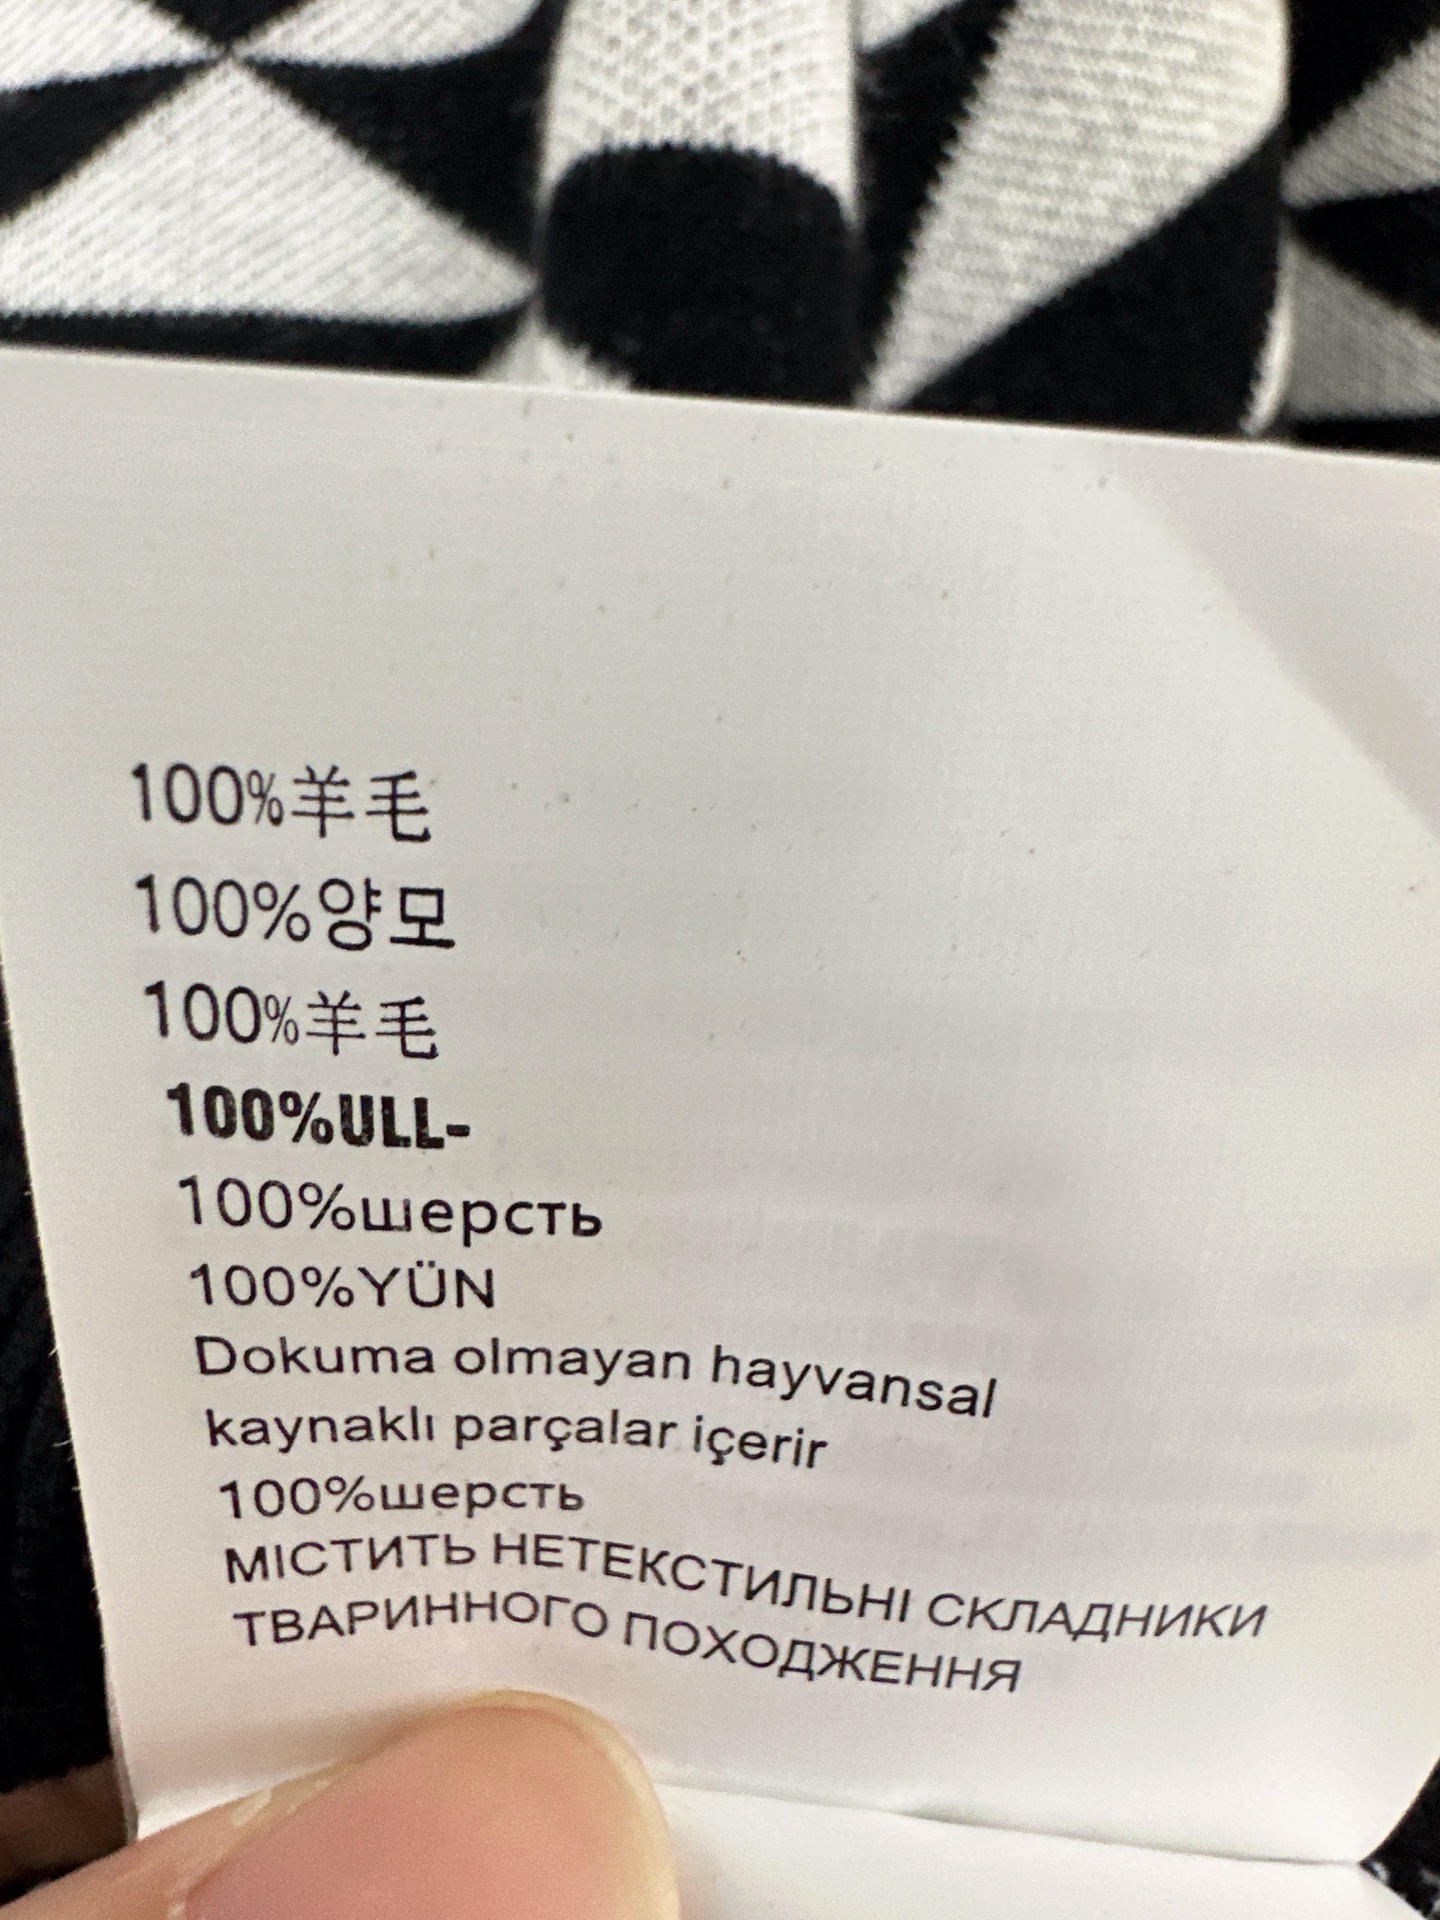 100%羊毛
100%양모
100%羊毛
100%ULL-
100%шерсть
100%YÜN
Dokuma olmayan hayvansal
kaynaklı parçalar içerir
100%шерсть
МІСТИТЬ НЕТЕКСТИЛЬНІ СКЛАДНИКИ
ТВАРИННОГО ПОХОДЖЕННЯ